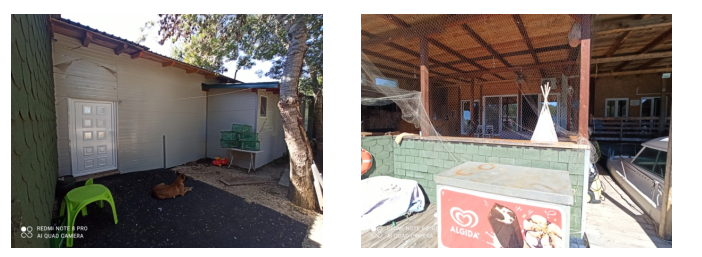 REDMI NOTE 8 PRO
AI QUAD CAMERA
ALGIDA
REDMI NOTE 8 PRO
AI QUAD CAMERA